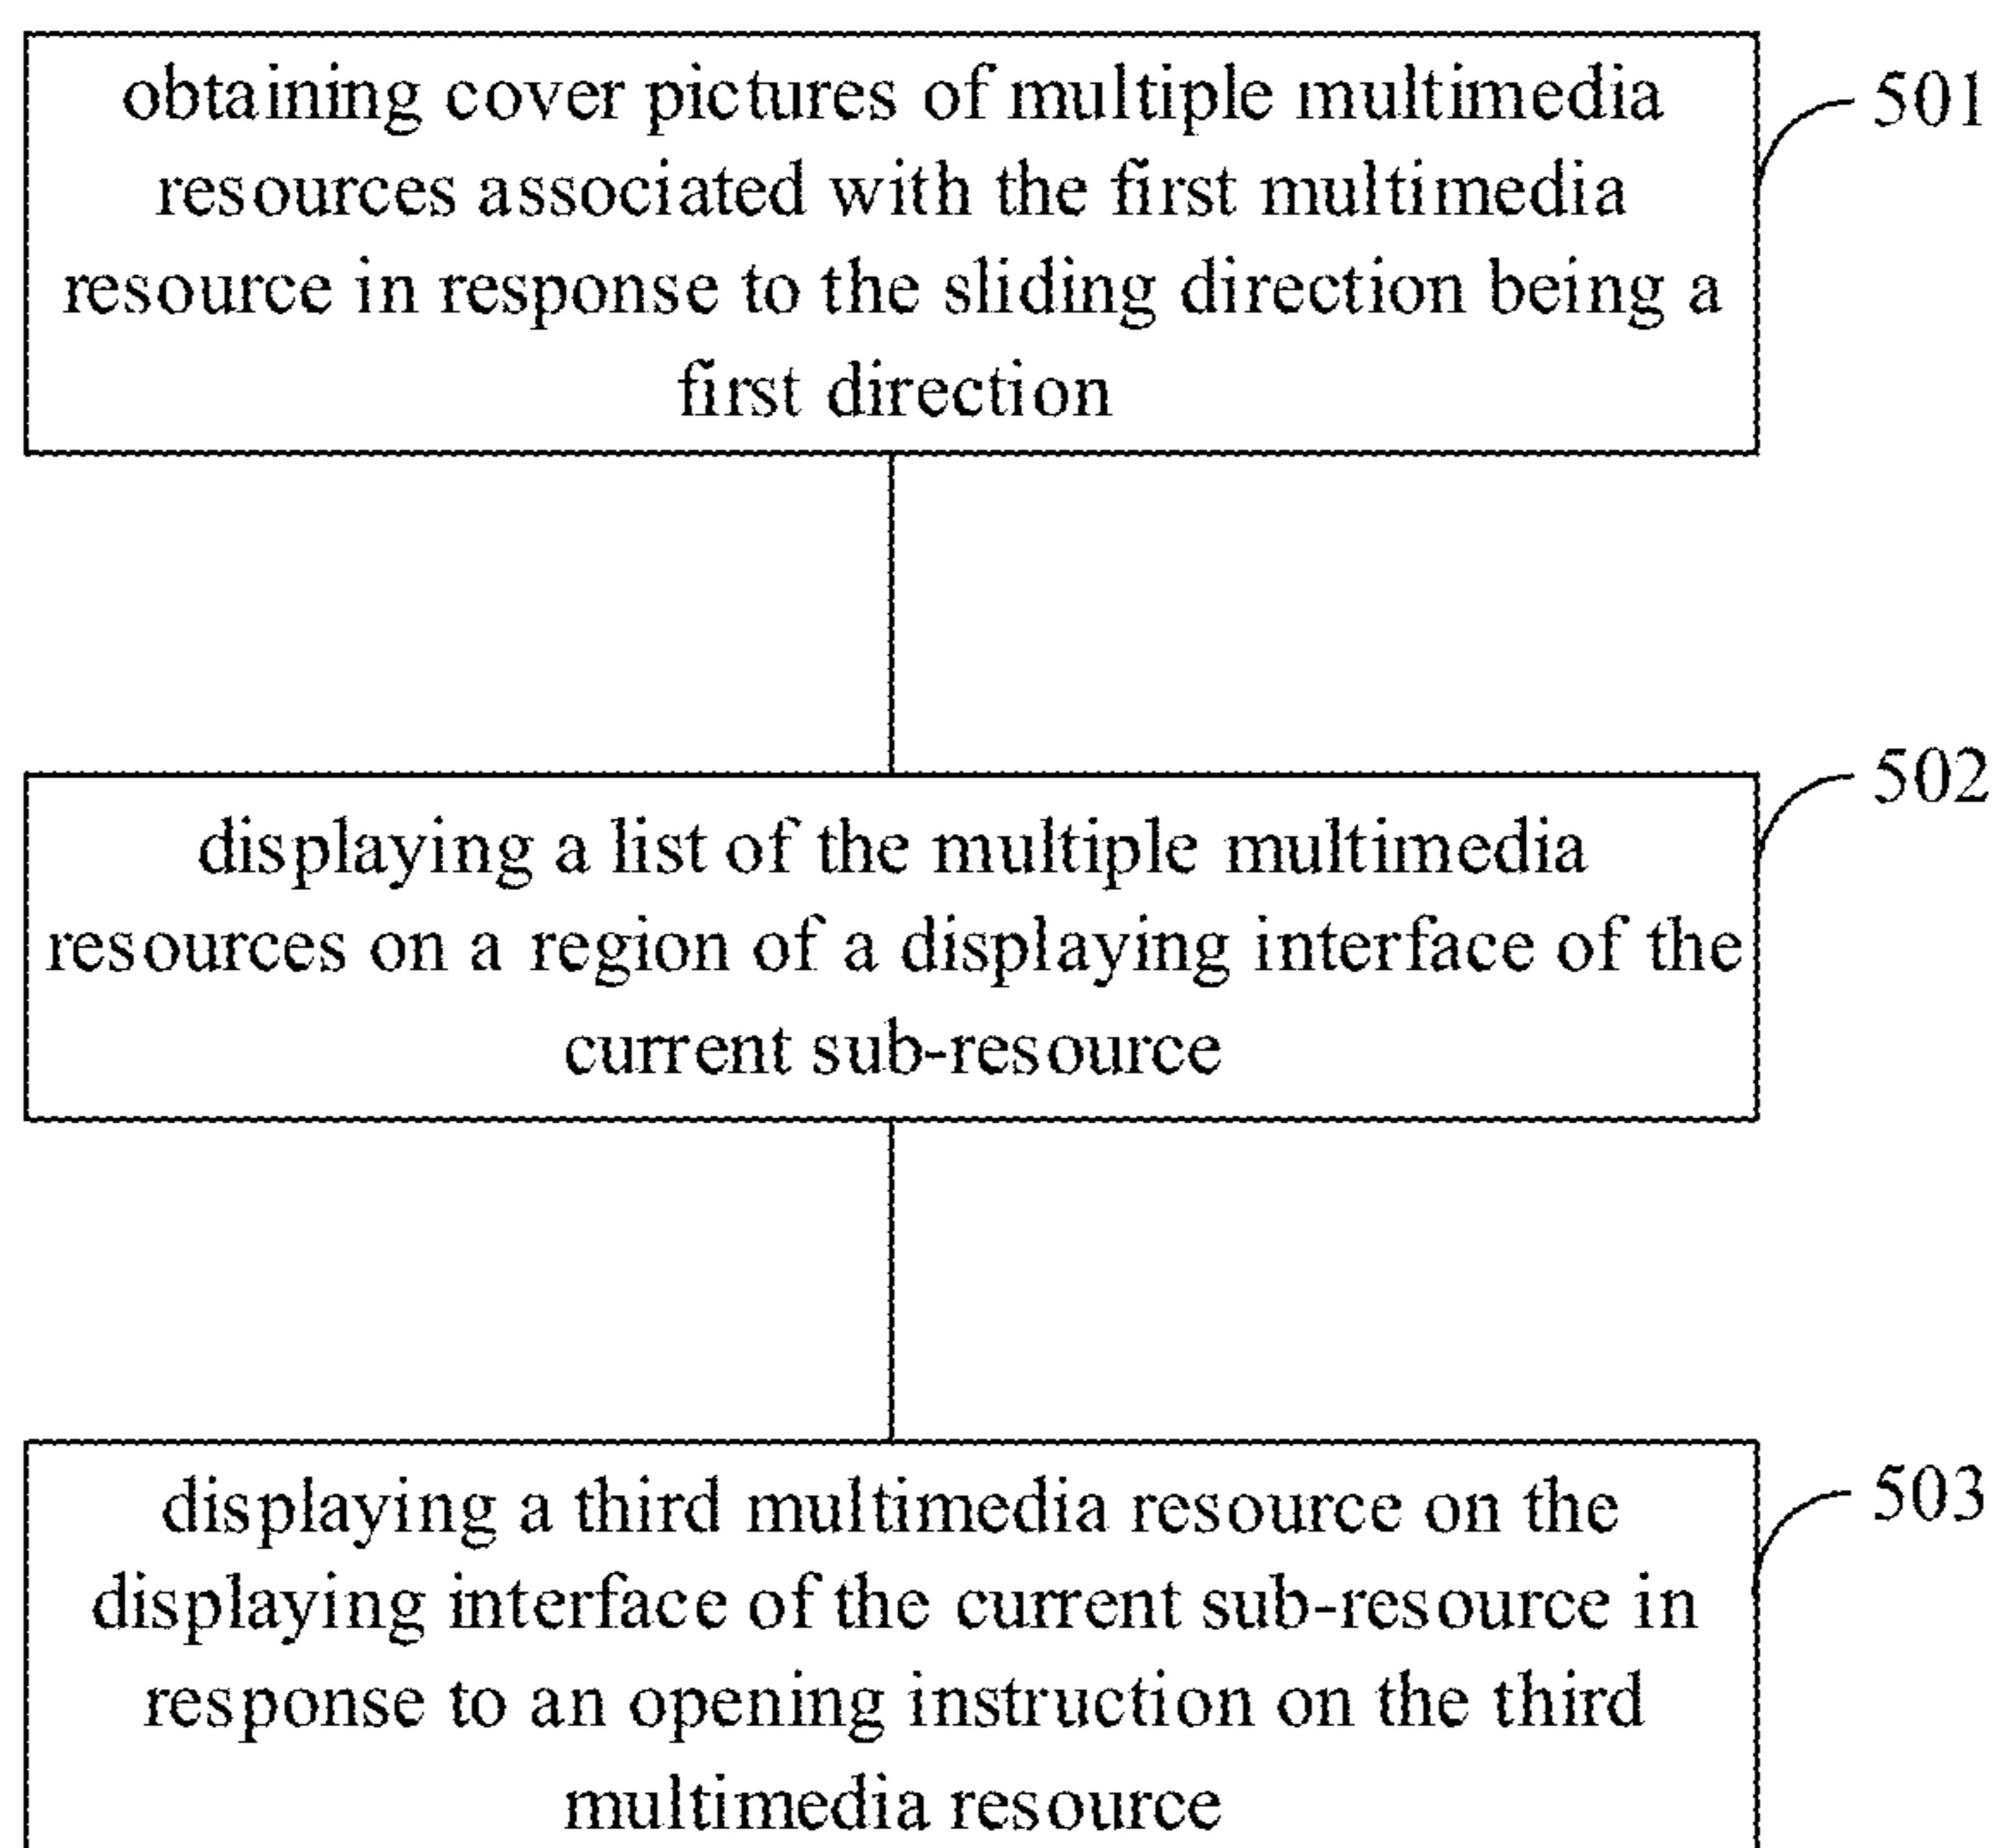 obtaining cover pictures of multiple multimedia
resources associated with the first multimedia
resource in response to the sliding direction being a
first direction
501
displaying a list of the multiple multimedia
resources on a region of a displaying interface of the
current sub-resource
502
displaying a third multimedia resource on the
displaying interface of the current sub-resource in
response to an opening instruction on the third
multimedia resource
503